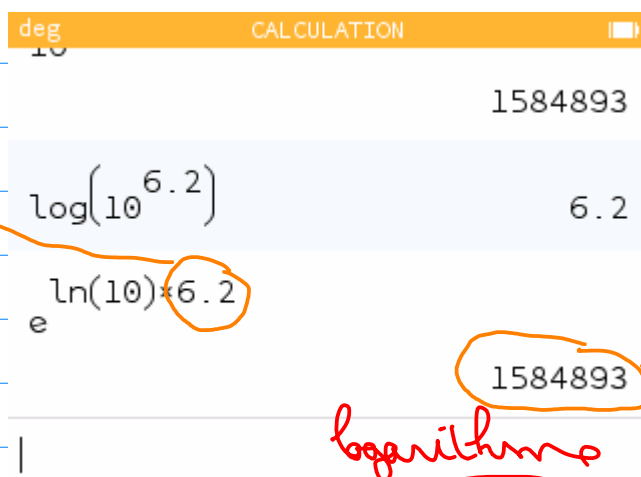 deg CALCULATION
10
1584893
log(10^6.2) 6.2
e^ln(10)*6.2
1584893
logarithme